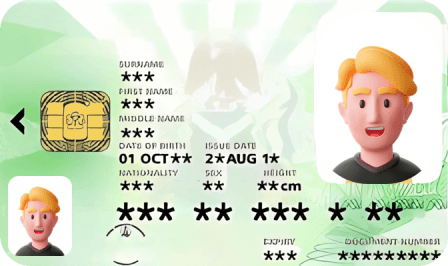 SURNAME
***
FIRST NAME
***
MIDDLE NAME
***
DATE OF BIRTH ISSUE DATE
01 OCT** 2*AUG 1*
NATIONALITY SEX HEIGHT
*** ** **cm
*** ** *** * **
EXPIRY DOCUMENT NUMBER
*** *********